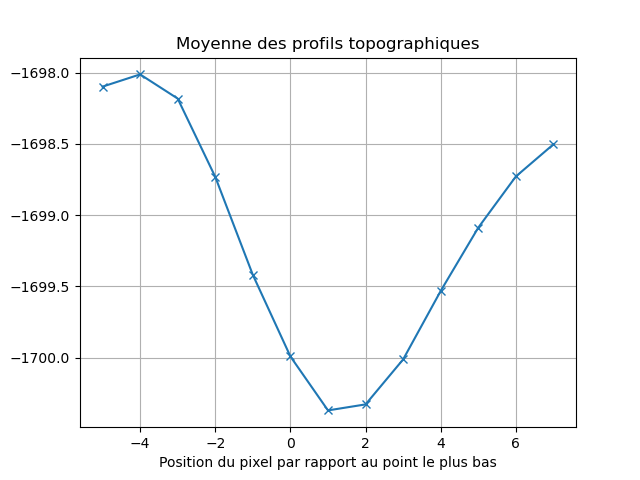 Moyenne des profils topographiques
−1698.0
−1698.5
−1699.0
−1699.5
−1700.0
−4 −2 0 2 4 6
Position du pixel par rapport au point le plus bas